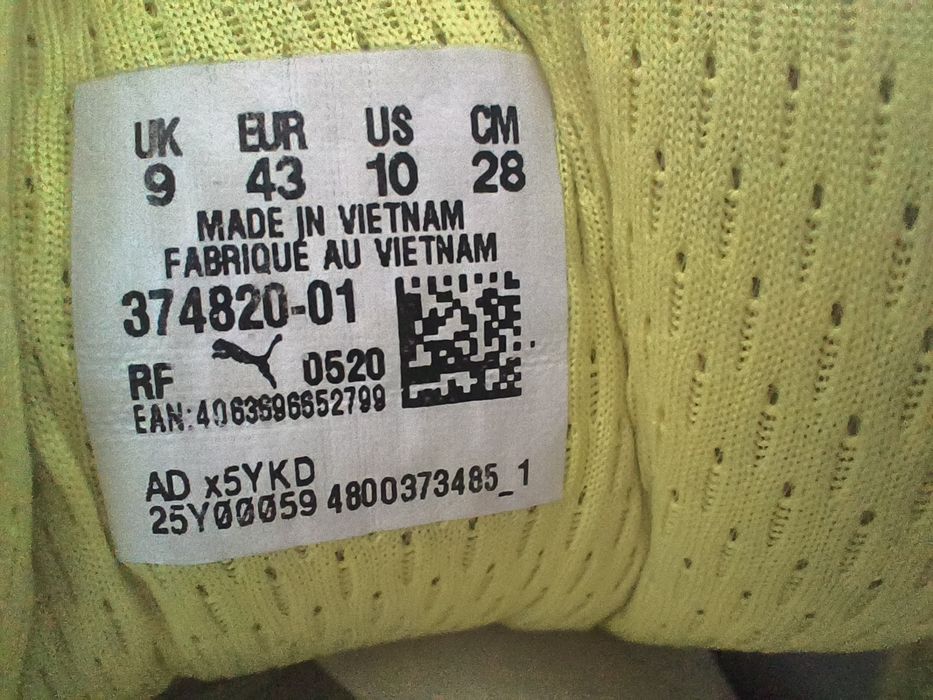 UK EUR US CM
9 43 10 28
MADE IN VIETNAM
FABRIQUÉ AU VIETNAM
374820-01
RF 0520
EAN:4063696652799
AD x5YKD
25Y00059 4800373485_1